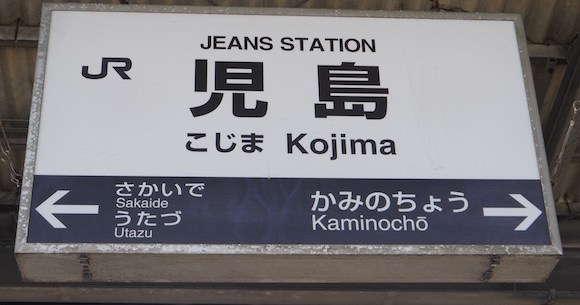 JEANS STATION
JR
児島
こじま Kojima
さかいで
Sakaide
うたづ
Utazu
かみのちょう
Kaminochō